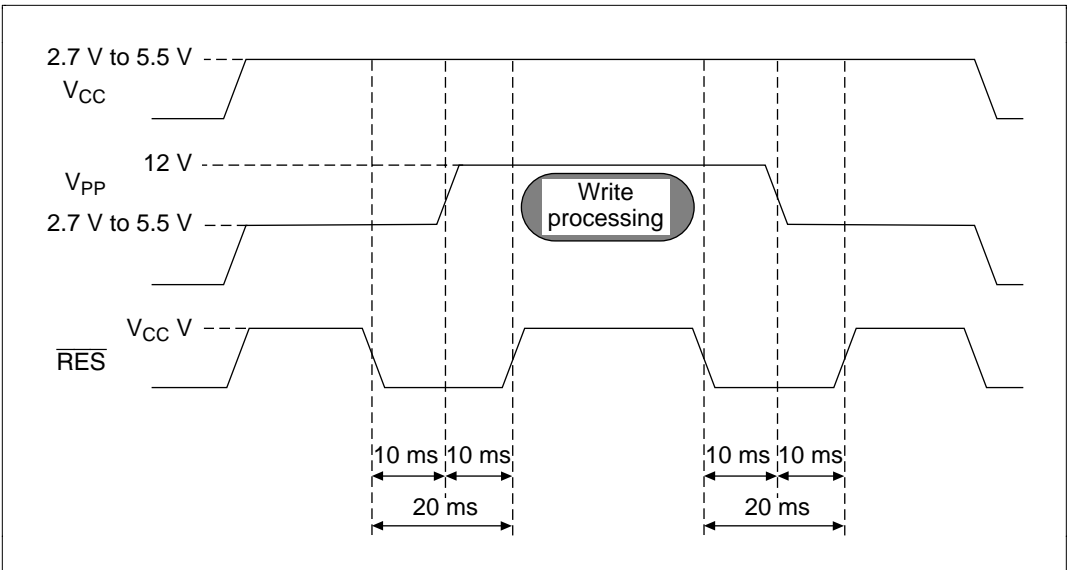 2.7 V to 5.5 V
VCC
12 V
VPP
2.7 V to 5.5 V
Write
processing
VCC V
RES
10 ms 10 ms 10 ms 10 ms
20 ms 20 ms